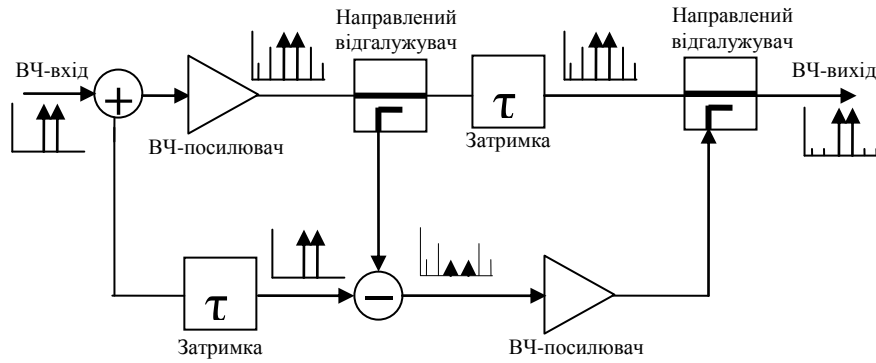 Направлений
відгалужувач
Направлений
відгалужувач
ВЧ-вхід
ВЧ-вихід
+
τ
ВЧ-посилювач
Затримка
τ
−
Затримка
ВЧ-посилювач